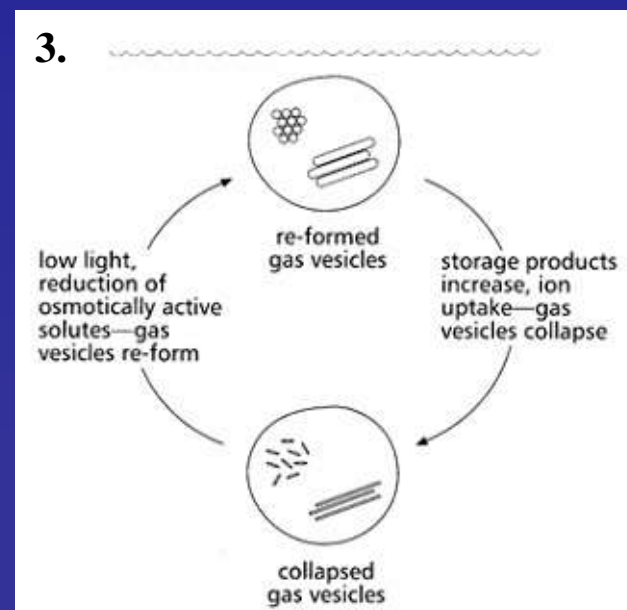 3.
re-formed
gas vesicles
low light,
reduction of
osmotically active
solutes—gas
vesicles re-form
storage products
increase, ion
uptake—gas
vesicles collapse
collapsed
gas vesicles